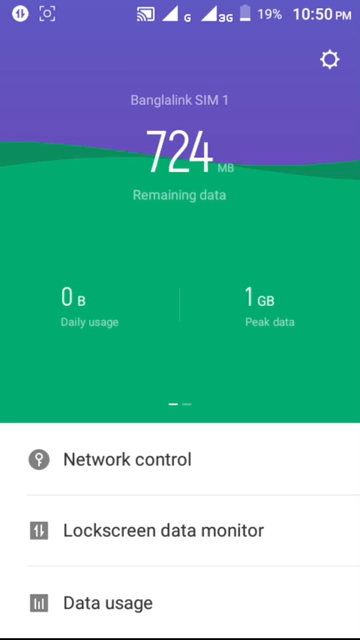 G 3G 19% 10:50 PM
Banglalink SIM 1
724 MB
Remaining data
0 B 1 GB
Daily usage Peak data
Network control
Lockscreen data monitor
Data usage